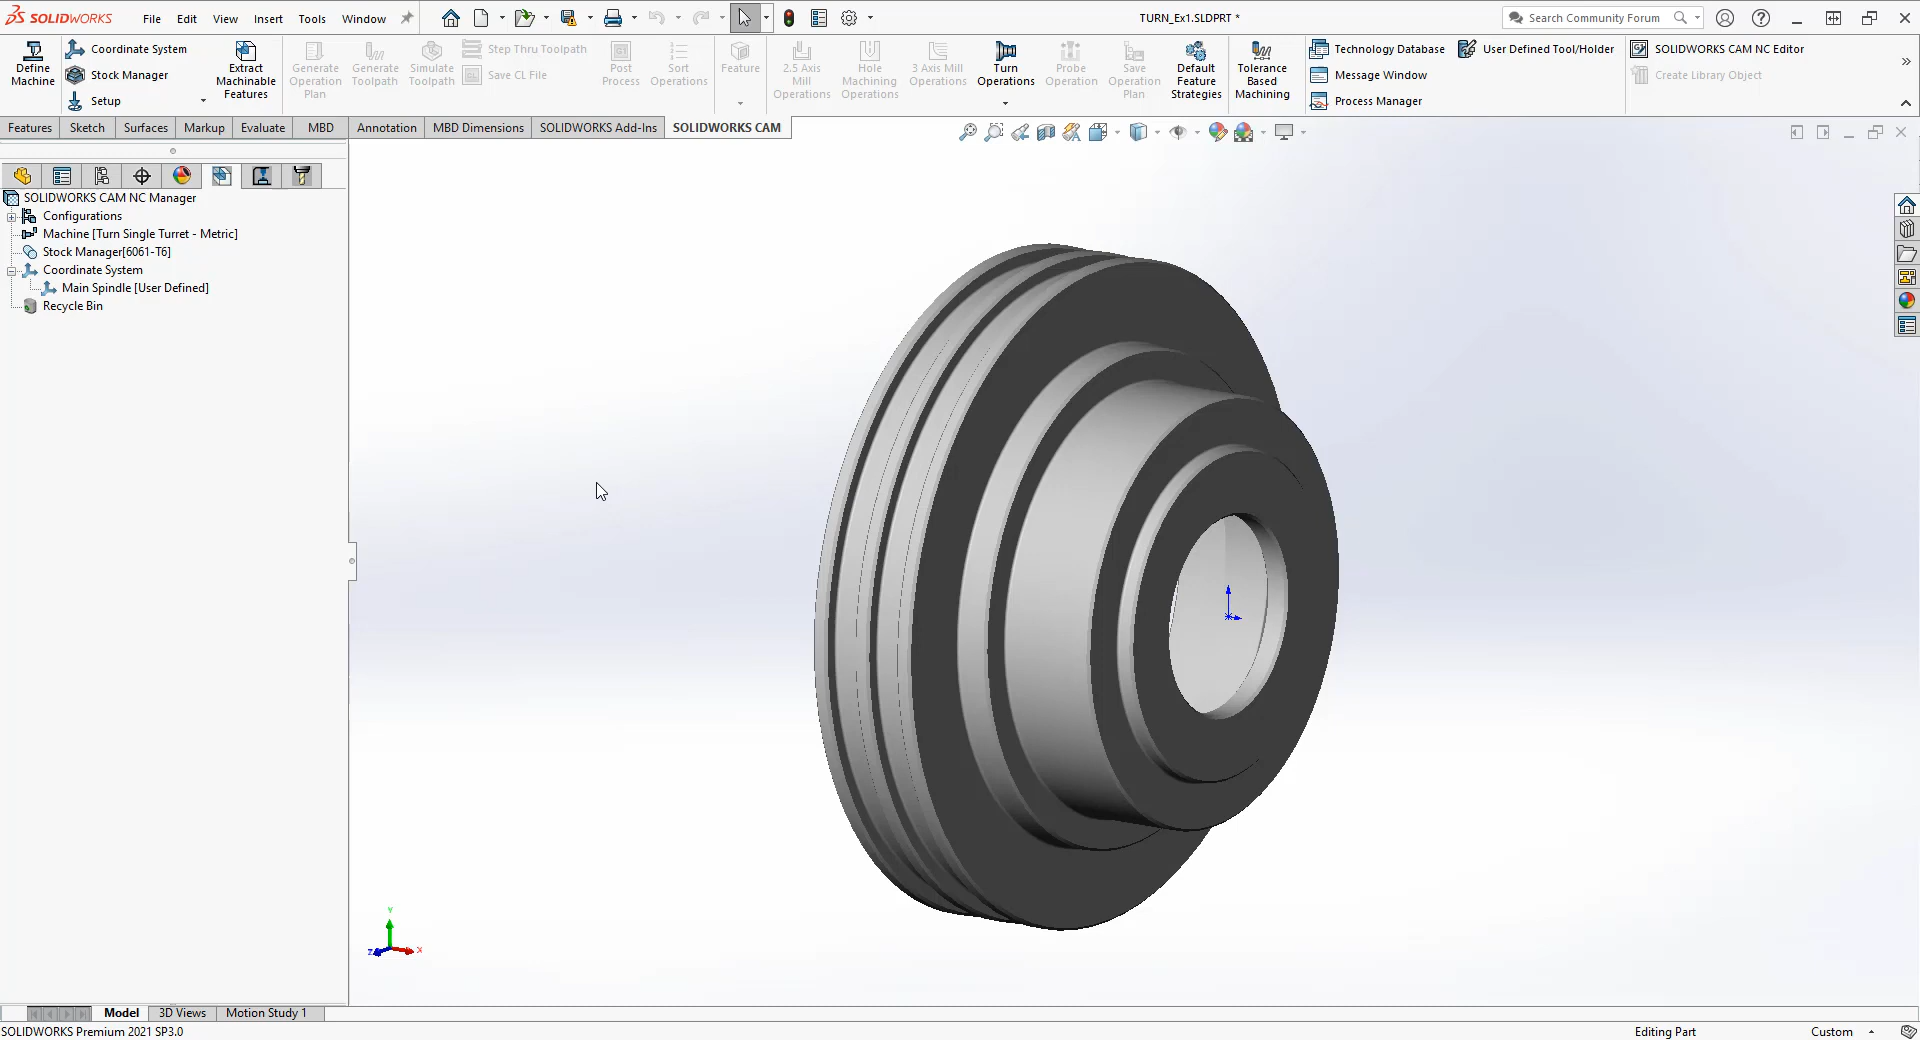 SOLIDWORKS File Edit View Insert Tools Window TURN_Ex1.SLDPRT * Search Community Forum
Define Machine
Coordinate System
Stock Manager
Setup
Extract Machinable Features
Generate Operation Plan
Generate Toolpath
Simulate Toolpath
Step Thru Toolpath
Save CL File
Post Process
Sort Operations
Feature
2.5 Axis Mill Operations
Hole Machining Operations
3 Axis Mill Operations
Turn Operations
Probe Operation
Save Operation Plan
Default Feature Strategies
Tolerance Based Machining
Technology Database
Message Window
Process Manager
User Defined Tool/Holder
SOLIDWORKS CAM NC Editor
Create Library Object
Features Sketch Surfaces Markup Evaluate MBD Annotation MBD Dimensions SOLIDWORKS Add-Ins SOLIDWORKS CAM
SOLIDWORKS CAM NC Manager
Configurations
Machine [Turn Single Turret - Metric]
Stock Manager[6061-T6]
Coordinate System
Main Spindle [User Defined]
Recycle Bin
Y
Z X
Model 3D Views Motion Study 1
SOLIDWORKS Premium 2021 SP3.0 Editing Part Custom